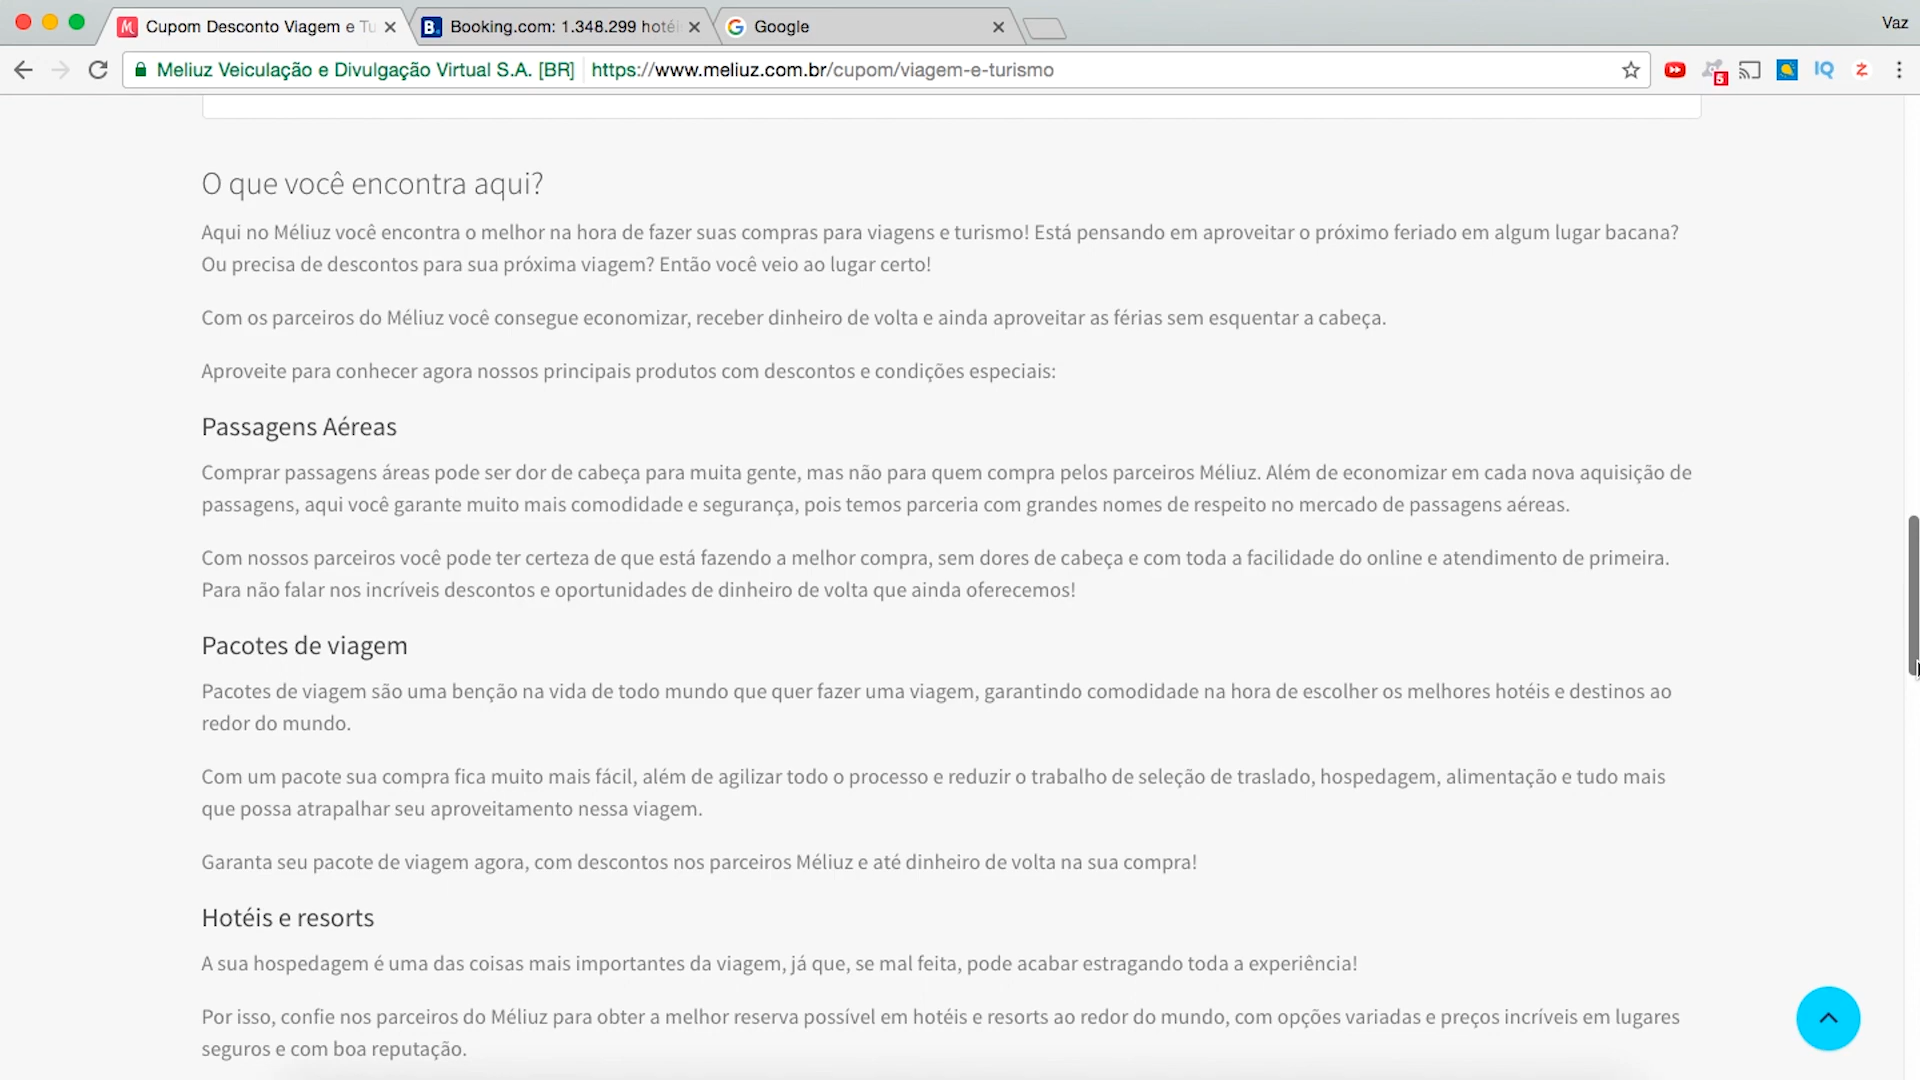 Cupom Desconto Viagem e Tu
Booking.com: 1.348.299 hoté
Google
Vaz
Meliuz Veiculação e Divulgação Virtual S.A. [BR]
https://www.meliuz.com.br/cupom/viagem-e-turismo
5
IQ
O que você encontra aqui?
Aqui no Méliuz você encontra o melhor na hora de fazer suas compras para viagens e turismo! Está pensando em aproveitar o próximo feriado em algum lugar bacana?
Ou precisa de descontos para sua próxima viagem? Então você veio ao lugar certo!
Com os parceiros do Méliuz você consegue economizar, receber dinheiro de volta e ainda aproveitar as férias sem esquentar a cabeça.
Aproveite para conhecer agora nossos principais produtos com descontos e condições especiais:
Passagens Aéreas
Comprar passagens áreas pode ser dor de cabeça para muita gente, mas não para quem compra pelos parceiros Méliuz. Além de economizar em cada nova aquisição de
passagens, aqui você garante muito mais comodidade e segurança, pois temos parceria com grandes nomes de respeito no mercado de passagens aéreas.
Com nossos parceiros você pode ter certeza de que está fazendo a melhor compra, sem dores de cabeça e com toda a facilidade do online e atendimento de primeira.
Para não falar nos incríveis descontos e oportunidades de dinheiro de volta que ainda oferecemos!
Pacotes de viagem
Pacotes de viagem são uma benção na vida de todo mundo que quer fazer uma viagem, garantindo comodidade na hora de escolher os melhores hotéis e destinos ao
redor do mundo.
Com um pacote sua compra fica muito mais fácil, além de agilizar todo o processo e reduzir o trabalho de seleção de traslado, hospedagem, alimentação e tudo mais
que possa atrapalhar seu aproveitamento nessa viagem.
Garanta seu pacote de viagem agora, com descontos nos parceiros Méliuz e até dinheiro de volta na sua compra!
Hotéis e resorts
A sua hospedagem é uma das coisas mais importantes da viagem, já que, se mal feita, pode acabar estragando toda a experiência!
Por isso, confie nos parceiros do Méliuz para obter a melhor reserva possível em hotéis e resorts ao redor do mundo, com opções variadas e preços incríveis em lugares
seguros e com boa reputação.